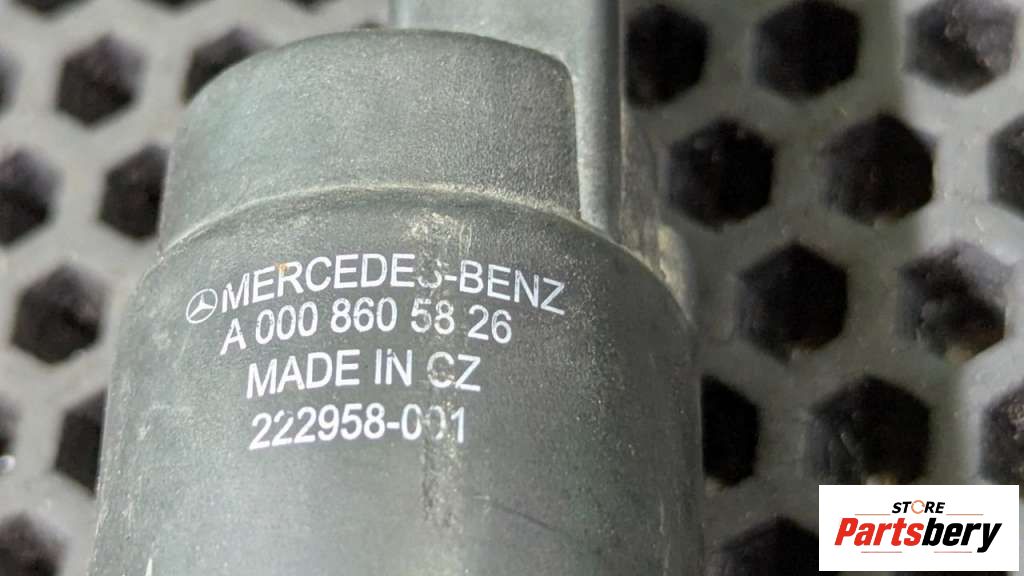 MERCEDES-BENZ
A 000 860 58 26
MADE IN CZ
222958-001
STORE
Partsbery